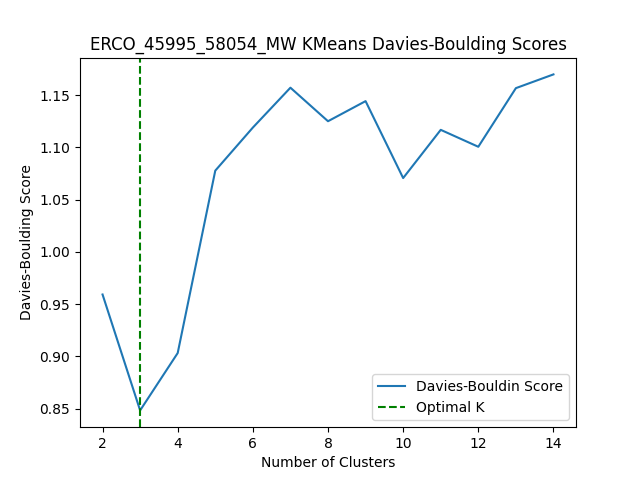 ERCO_45995_58054_MW KMeans Davies-Boulding Scores
Davies-Boulding Score
1.15
1.10
1.05
1.00
0.95
0.90
0.85
Davies-Bouldin Score
Optimal K
2 4 6 8 10 12 14
Number of Clusters